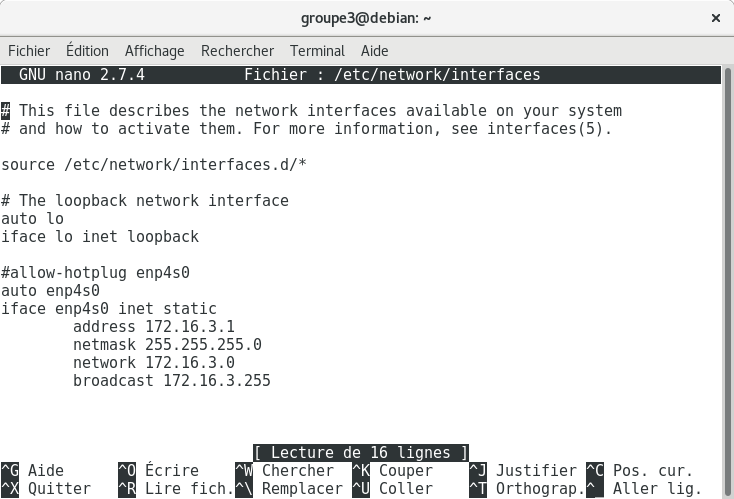 groupe3@debian: ~
×
Fichier Édition Affichage Rechercher Terminal Aide
GNU nano 2.7.4 Fichier : /etc/network/interfaces
# This file describes the network interfaces available on your system
# and how to activate them. For more information, see interfaces(5).
source /etc/network/interfaces.d/*
# The loopback network interface
auto lo
iface lo inet loopback
#allow-hotplug enp4s0
auto enp4s0
iface enp4s0 inet static
address 172.16.3.1
netmask 255.255.255.0
network 172.16.3.0
broadcast 172.16.3.255
[ Lecture de 16 lignes ]
^G Aide ^O Écrire ^W Chercher ^K Couper ^J Justifier ^C Pos. cur.
^X Quitter ^R Lire fich. ^\ Remplacer ^U Coller ^T Orthograp. ^ Aller lig.